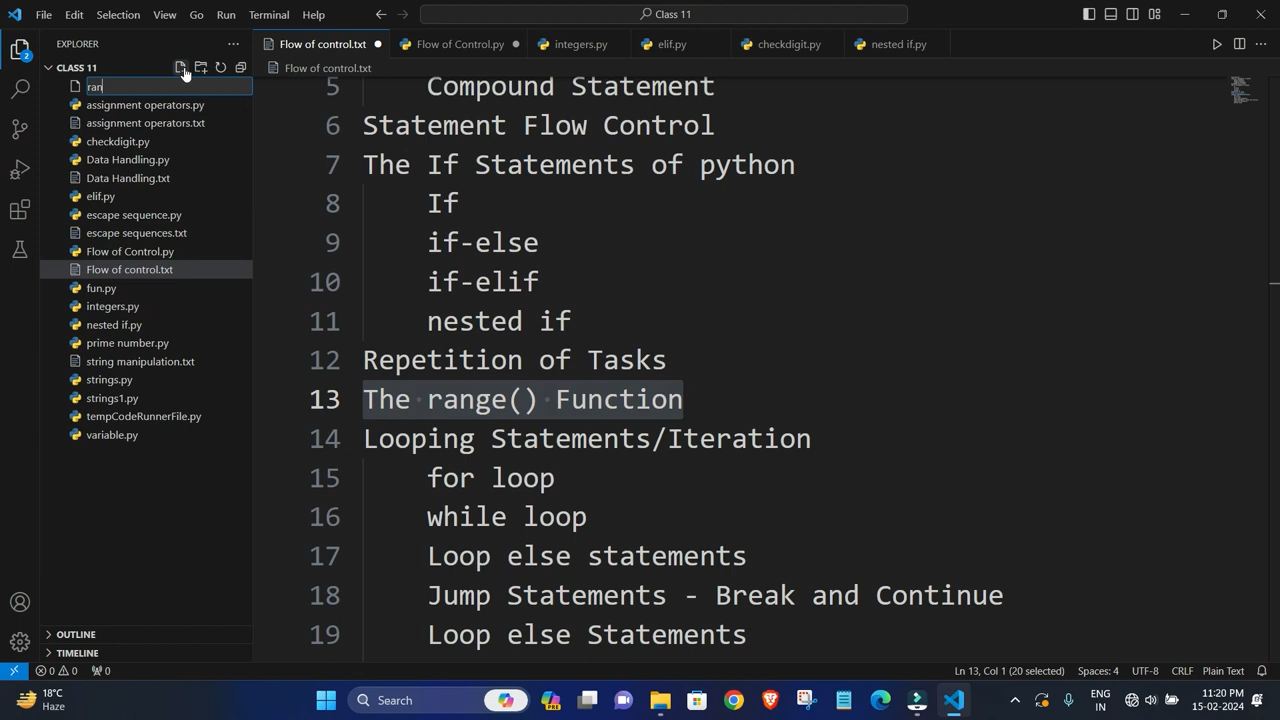 File Edit Selection View Go Run Terminal Help
Class 11
EXPLORER
Flow of control.txt
Flow of Control.py
integers.py
elif.py
checkdigit.py
nested if.py
CLASS 11
Flow of control.txt
ran
assignment operators.py
assignment operators.txt
checkdigit.py
Data Handling.py
Data Handling.txt
elif.py
escape sequence.py
escape sequences.txt
Flow of Control.py
Flow of control.txt
fun.py
integers.py
nested if.py
prime number.py
string manipulation.txt
strings.py
strings1.py
tempCodeRunnerFile.py
variable.py
OUTLINE
TIMELINE
2
5 Compound Statement
6 Statement Flow Control
7 The If Statements of python
8 If
9 if-else
10 if-elif
11 nested if
12 Repetition of Tasks
13 The range() Function
14 Looping Statements/Iteration
15 for loop
16 while loop
17 Loop else statements
18 Jump Statements - Break and Continue
19 Loop else Statements
0 0 0
Ln 13, Col 1 (20 selected) Spaces: 4 UTF-8 CRLF Plain Text
18°C
Haze
Search
PRE
ENG
IN
11:20 PM
15-02-2024